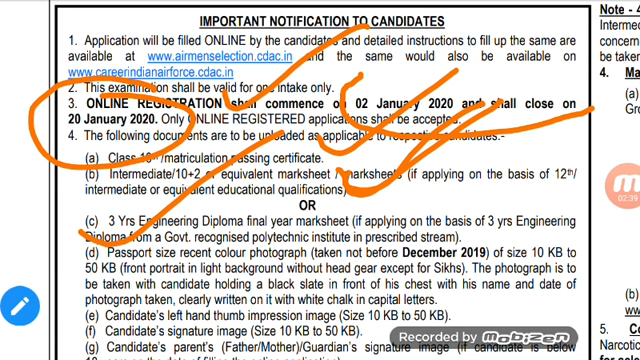 IMPORTANT NOTIFICATION TO CANDIDATES
1. Application will be filled ONLINE by the candidates and detailed instructions to fill up the same are
available at www.airmenselection.cdac.in and the same would also be available on
www.careerindianairforce.cdac.in
2. This examination shall be valid for one intake only.
3. ONLINE REGISTRATION shall commence on 02 January 2020 and shall close on
20 January 2020. Only ONLINE REGISTERED applications shall be accepted.
4. The following documents are to be uploaded as applicable to respective candidates:-
(a) Class 10th/matriculation passing certificate.
(b) Intermediate/10+2 or equivalent marksheet / marksheets (if applying on the basis of 12th/
intermediate or equivalent educational qualifications)
OR
(c) 3 Yrs Engineering Diploma final year marksheet (if applying on the basis of 3 yrs Engineering
Diploma from a Govt. recognised polytechnic institute in prescribed stream).
(d) Passport size recent colour photograph (taken not before December 2019) of size 10 KB to
50 KB (front portrait in light background without head gear except for Sikhs). The photograph is to
be taken with candidate holding a black slate in front of his chest with his name and date of
photograph taken, clearly written on it with white chalk in capital letters.
(e) Candidate's left hand thumb impression image (Size 10 KB to 50 KB).
(f) Candidate's signature image (Size 10 KB to 50 KB).
(g) Candidate's parent's (Father/Mother)/Guardian's signature image (if candidate is below
Note - 4
Intermed
concern
be taken
4. Ma
(a)
Gro
02:39
(b)
ww
5. Co
Narcotic
Recorded by
mobizen